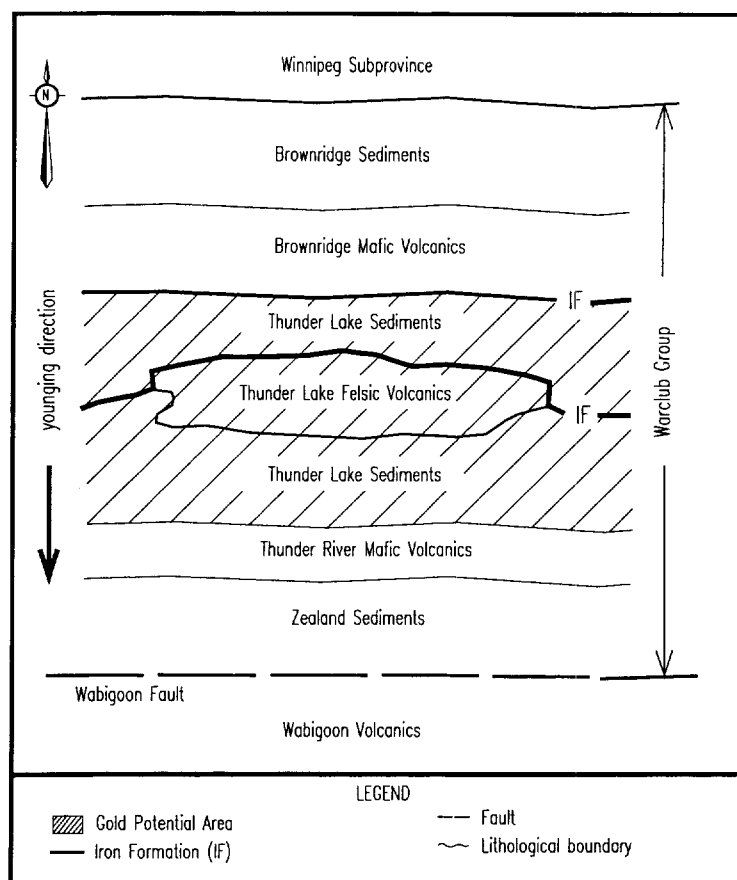 Winnipeg Subprovince
N
Brownridge Sediments
Brownridge Mafic Volcanics
IF
Thunder Lake Sediments
younging direction
Thunder Lake Felsic Volcanics
IF
Warclub Group
Thunder Lake Sediments
Thunder River Mafic Volcanics
Zealand Sediments
Wabigoon Fault
Wabigoon Volcanics
LEGEND
Gold Potential Area
Fault
Iron Formation (IF)
Lithological boundary